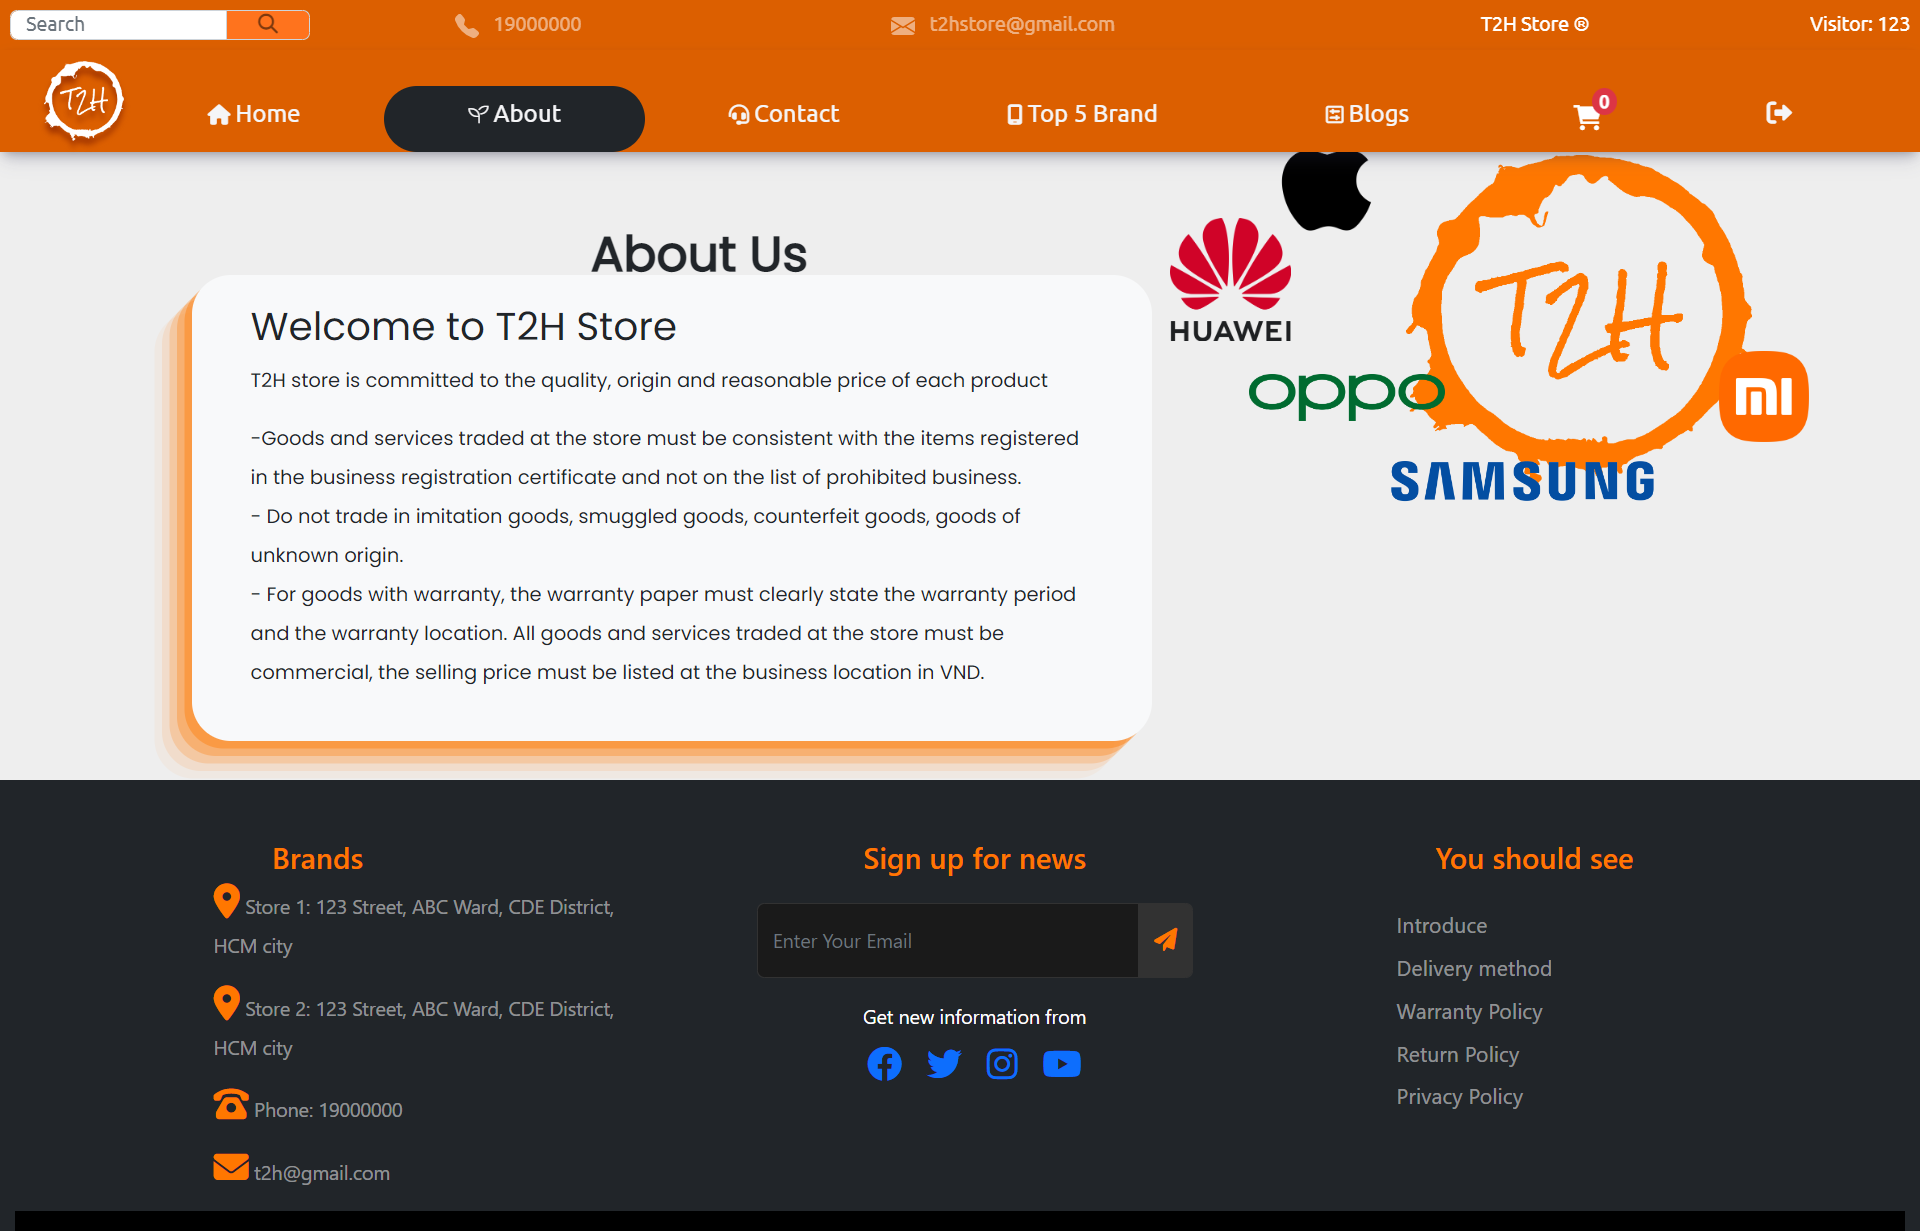 Search
19000000
t2hstore@gmail.com
T2H Store ®
Visitor: 123
T2H
Home
About
Contact
Top 5 Brand
Blogs
0
About Us
Welcome to T2H Store
T2H store is committed to the quality, origin and reasonable price of each product
-Goods and services traded at the store must be consistent with the items registered
in the business registration certificate and not on the list of prohibited business.
- Do not trade in imitation goods, smuggled goods, counterfeit goods, goods of
unknown origin.
- For goods with warranty, the warranty paper must clearly state the warranty period
and the warranty location. All goods and services traded at the store must be
commercial, the selling price must be listed at the business location in VND.
HUAWEI
T2H
oppo
mi
SAMSUNG
Brands
Store 1: 123 Street, ABC Ward, CDE District,
HCM city
Store 2: 123 Street, ABC Ward, CDE District,
HCM city
Phone: 19000000
t2h@gmail.com
Sign up for news
Enter Your Email
Get new information from
You should see
Introduce
Delivery method
Warranty Policy
Return Policy
Privacy Policy